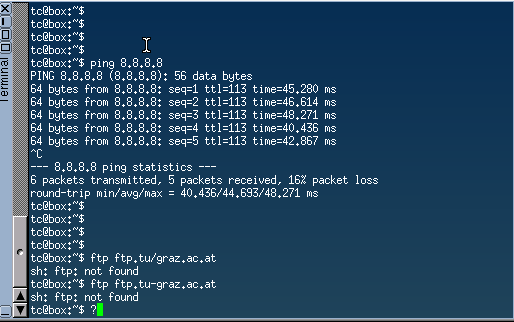 Terminal
tc@box:~$
tc@box:~$
tc@box:~$
tc@box:~$
tc@box:~$ ping 8.8.8.8
PING 8.8.8.8 (8.8.8.8): 56 data bytes
64 bytes from 8.8.8.8: seq=1 ttl=113 time=45.280 ms
64 bytes from 8.8.8.8: seq=2 ttl=113 time=46.614 ms
64 bytes from 8.8.8.8: seq=3 ttl=113 time=48.271 ms
64 bytes from 8.8.8.8: seq=4 ttl=113 time=40.436 ms
64 bytes from 8.8.8.8: seq=5 ttl=113 time=42.867 ms
^C
--- 8.8.8.8 ping statistics ---
6 packets transmitted, 5 packets received, 16% packet loss
round-trip min/avg/max = 40.436/44.693/48.271 ms
tc@box:~$
tc@box:~$
tc@box:~$
tc@box:~$
tc@box:~$ ftp ftp.tu/graz.ac.at
sh: ftp: not found
tc@box:~$ ftp ftp.tu-graz.ac.at
sh: ftp: not found
tc@box:~$ ?